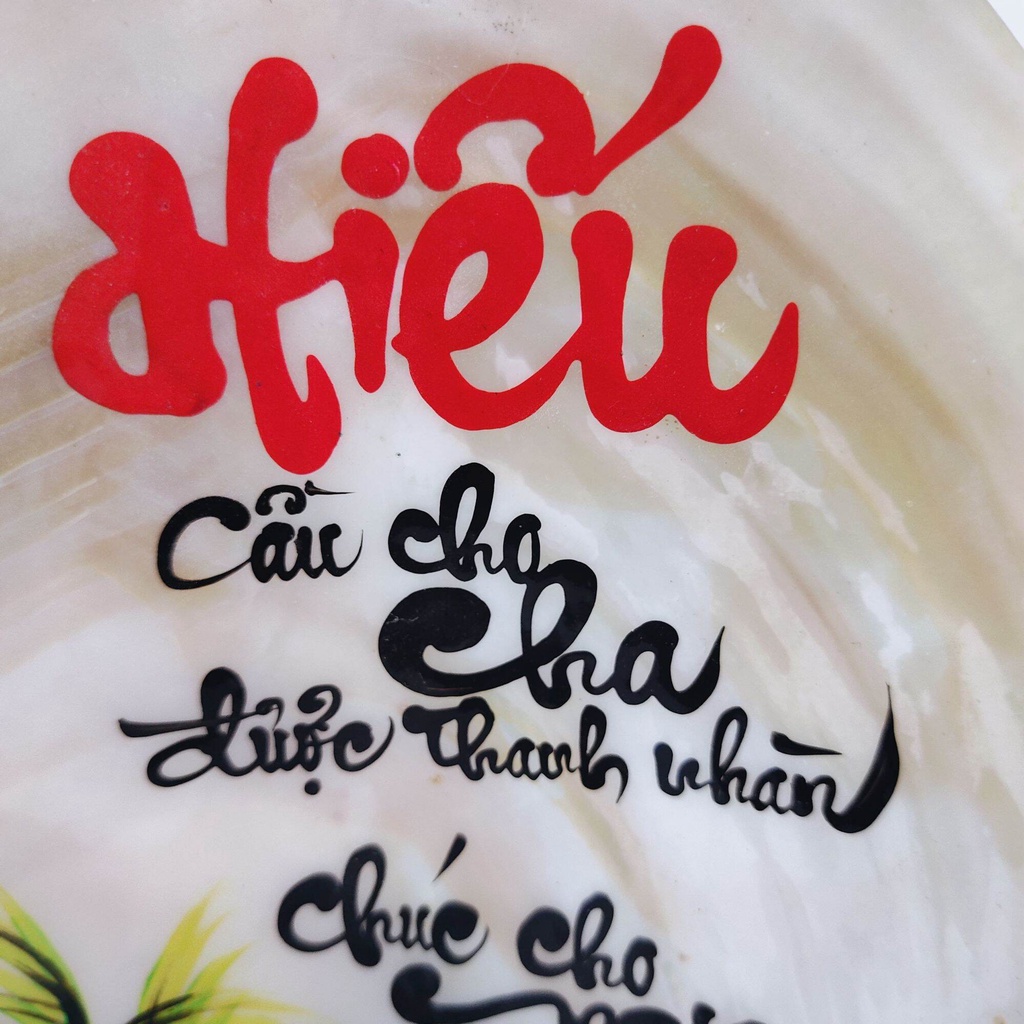 Hiếu
Cầu cho
Cha
được thanh nhàn
Chúc cho